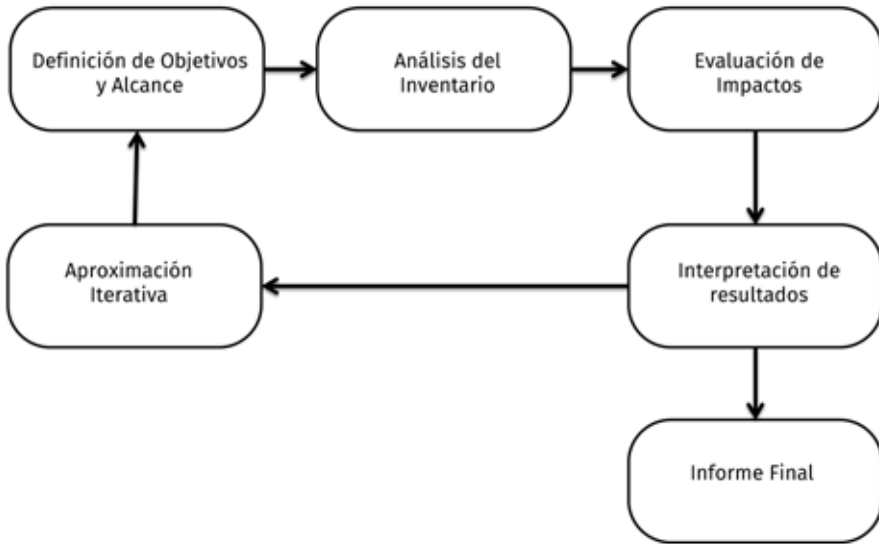 Definición de Objetivos
y Alcance
Análisis del
Inventario
Evaluación de
Impactos
Aproximación
Iterativa
Interpretación de
resultados
Informe Final